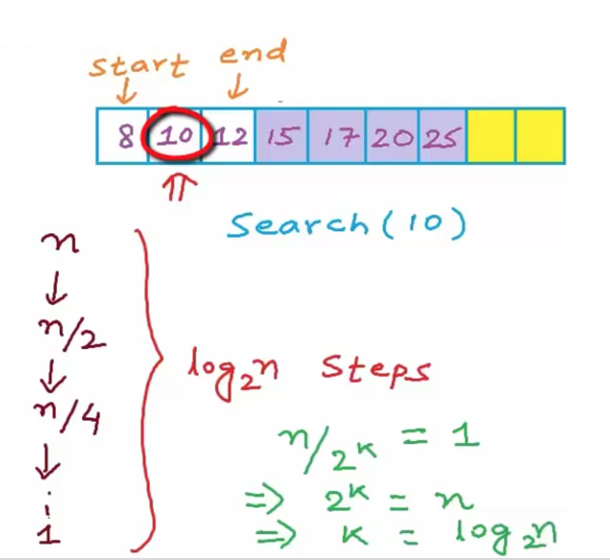 start end
8 10 12 15 17 20 25
Search(10)
n
n/2
n/4
:
1
log₂n steps
n/2ᵏ = 1
=> 2ᵏ = n
=> k = log₂n